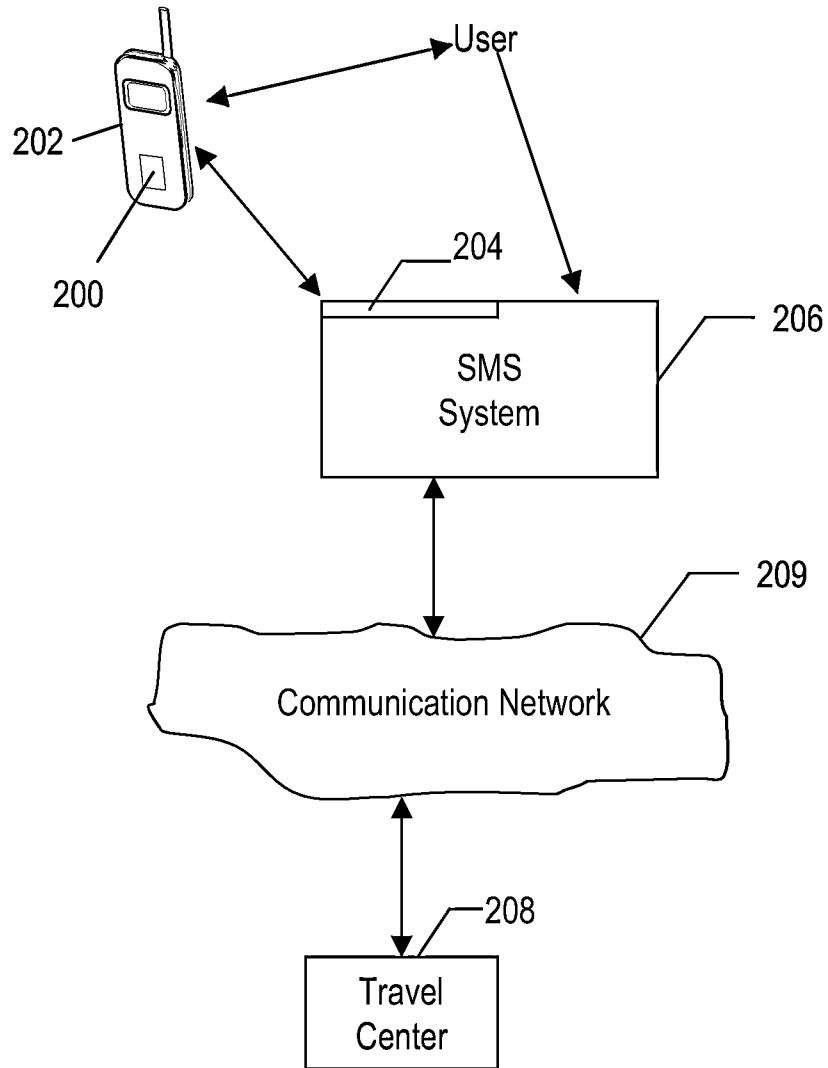 User
202
200
204
206
SMS
System
209
Communication Network
208
Travel
Center